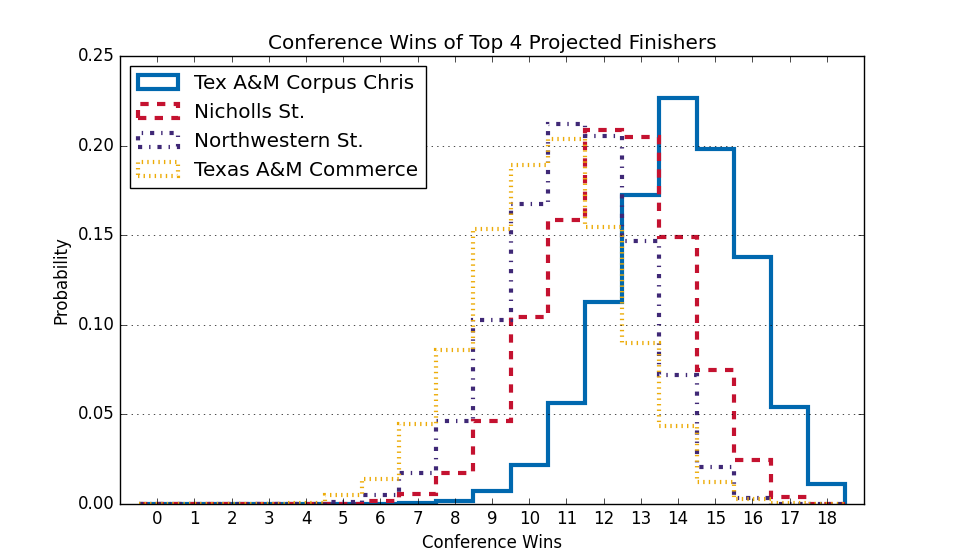 Conference Wins of Top 4 Projected Finishers
0.25
0.20
0.15
0.10
0.05
0.00
Probability
Tex A&M Corpus Chris
Nicholls St.
Northwestern St.
Texas A&M Commerce
0 1 2 3 4 5 6 7 8 9 10 11 12 13 14 15 16 17 18
Conference Wins